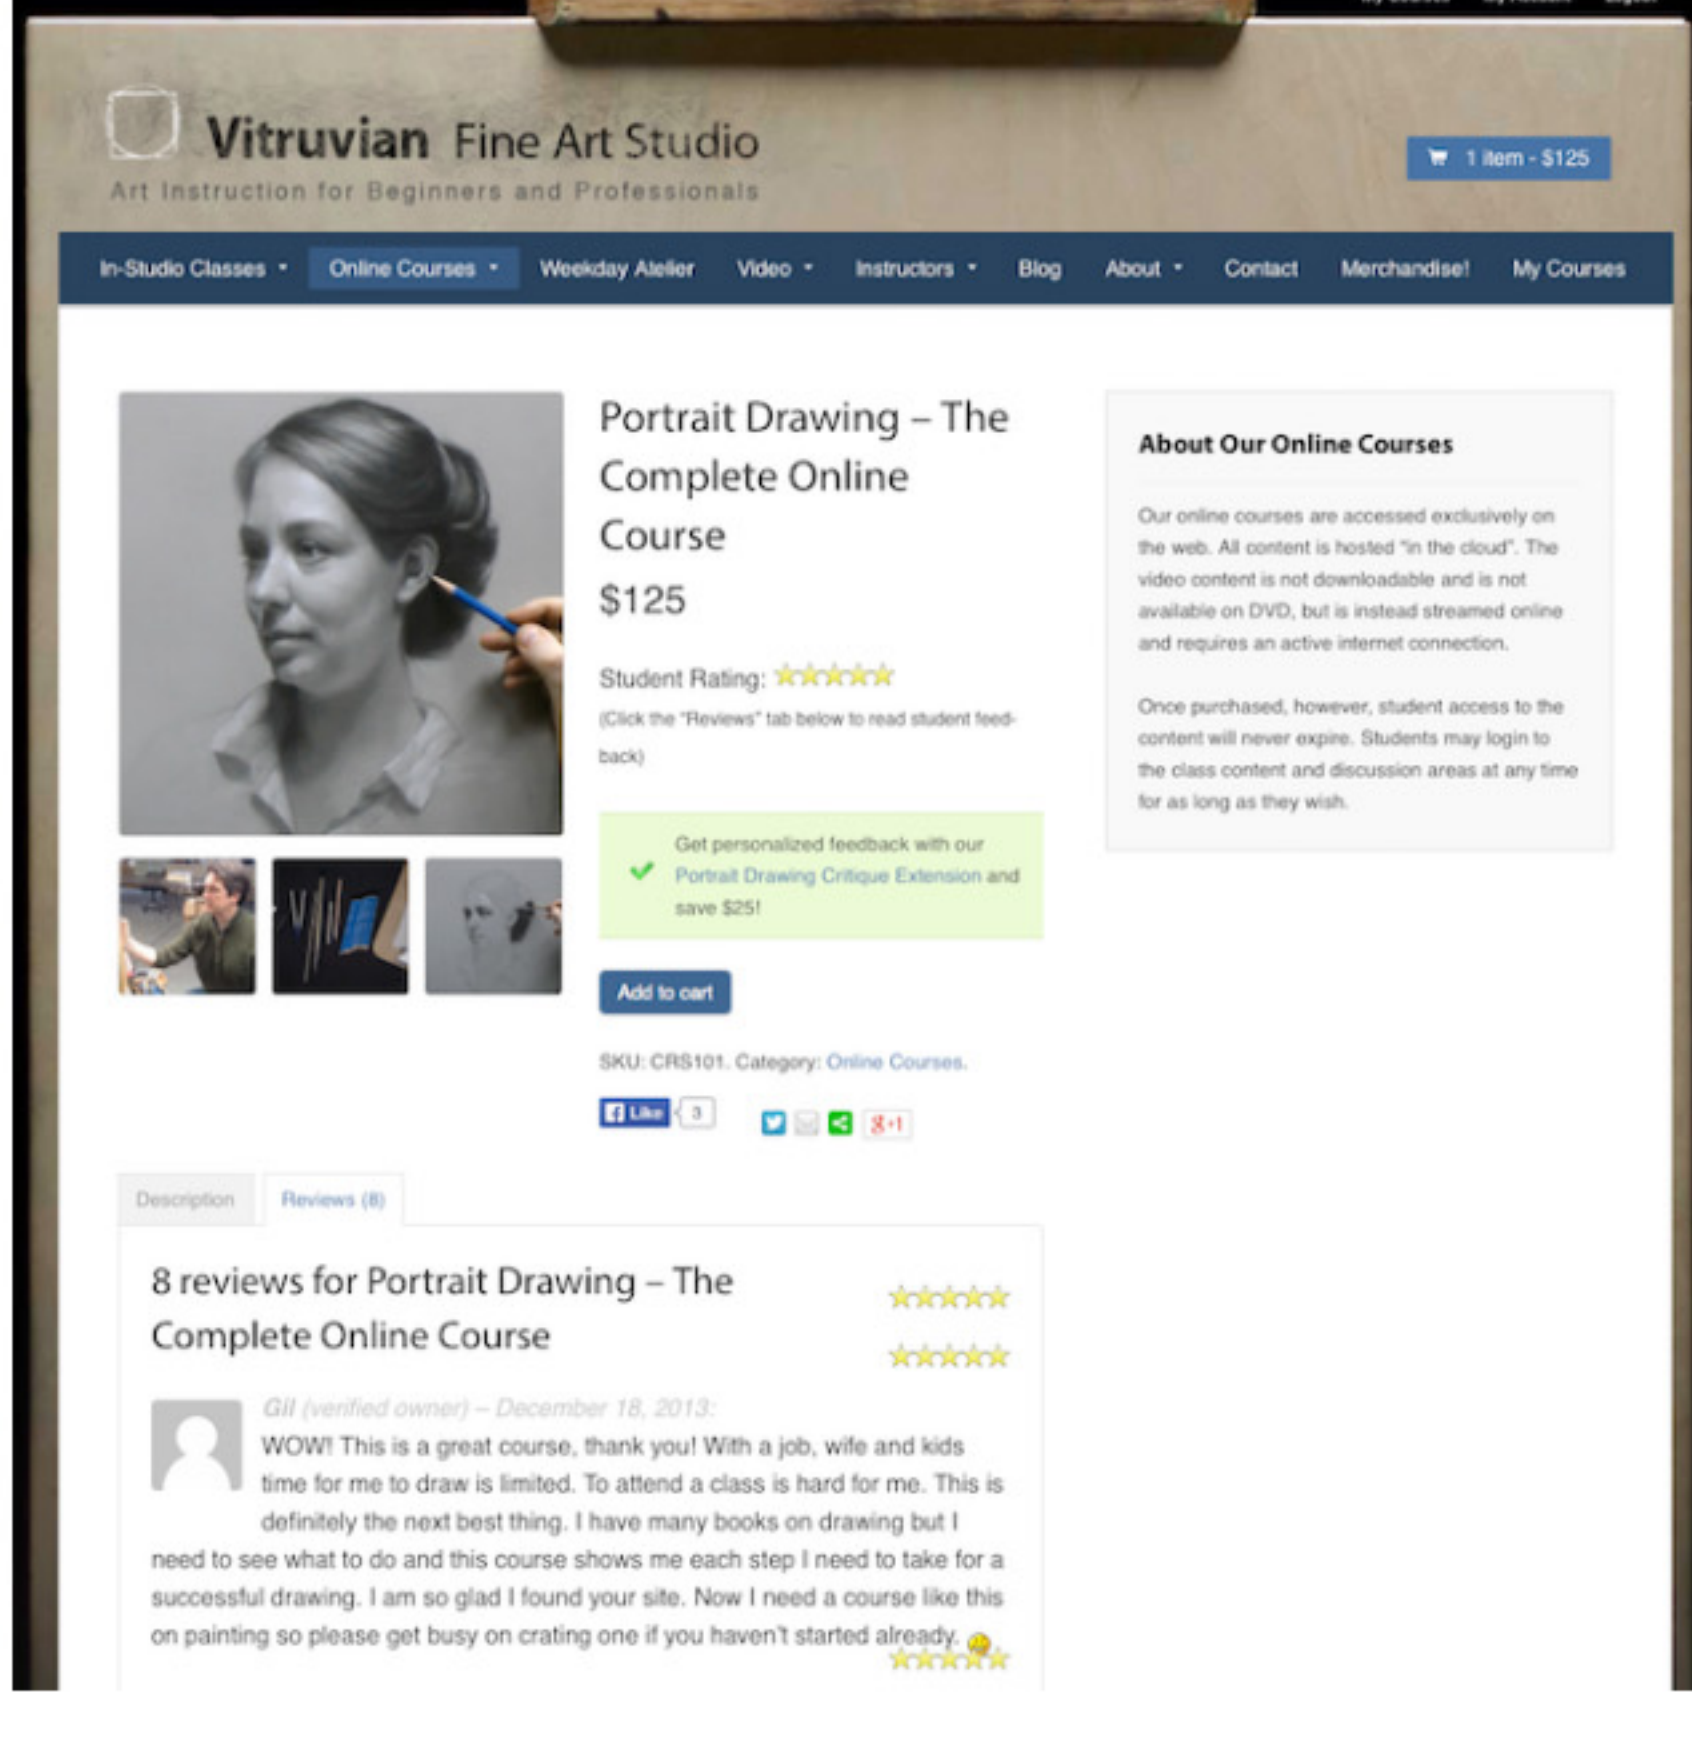 Vitruvian Fine Art Studio
Art Instruction for Beginners and Professionals
1 item - $125
In-Studio Classes
Online Courses
Weekday Atelier
Video
Instructors
Blog
About
Contact
Merchandise!
My Courses
Portrait Drawing – The
Complete Online
Course
$125
Student Rating:
(Click the "Reviews" tab below to read student feed-
back)
Get personalized feedback with our
Portrait Drawing Critique Extension and
save $25!
Add to cart
SKU: CRS101. Category: Online Courses.
Like
3
g+1
About Our Online Courses
Our online courses are accessed exclusively on
the web. All content is hosted "in the cloud". The
video content is not downloadable and is not
available on DVD, but is instead streamed online
and requires an active internet connection.
Once purchased, however, student access to the
content will never expire. Students may login to
the class content and discussion areas at any time
for as long as they wish.
Description
Reviews (8)
8 reviews for Portrait Drawing – The
Complete Online Course
Gil (verified owner) – December 18, 2013:
WOW! This is a great course, thank you! With a job, wife and kids
time for me to draw is limited. To attend a class is hard for me. This is
definitely the next best thing. I have many books on drawing but I
need to see what to do and this course shows me each step I need to take for a
successful drawing. I am so glad I found your site. Now I need a course like this
on painting so please get busy on crating one if you haven't started already.